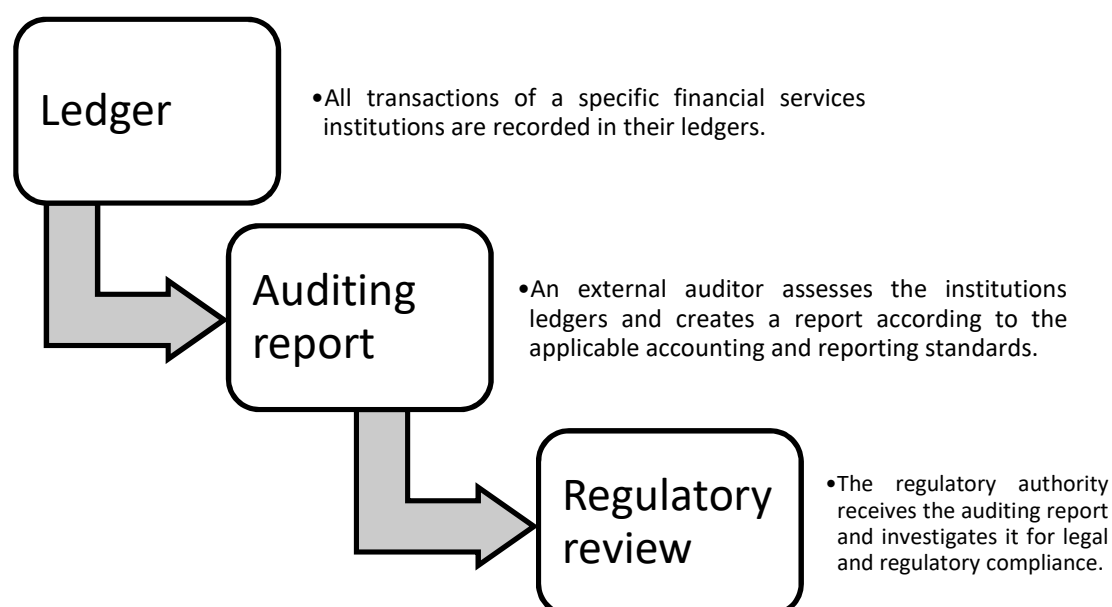 Ledger
•All transactions of a specific financial services
institutions are recorded in their ledgers.
Auditing
report
•An external auditor assesses the institutions
ledgers and creates a report according to the
applicable accounting and reporting standards.
Regulatory
review
•The regulatory authority
receives the auditing report
and investigates it for legal
and regulatory compliance.